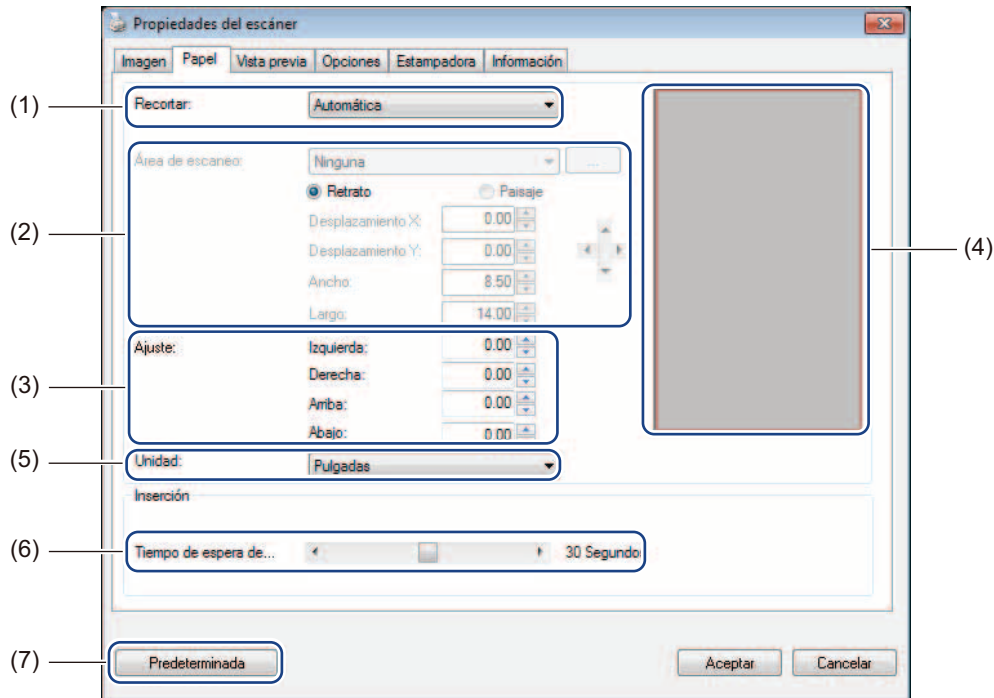 Propiedades del escáner
Imagen Papel Vista previa Opciones Estampadora Información
(1) Recortar: Automática
(2) Área de escaneo: Ninguna ...
Retrato Paisaje
Desplazamiento X: 0.00
Desplazamiento Y: 0.00
Ancho: 8.50
Largo: 14.00
(3) Ajuste: Izquierda: 0.00
Derecha: 0.00
Arriba: 0.00
Abajo: 0.00
(4)
(5) Unidad: Pulgadas
Inserción
(6) Tiempo de espera de... 30 Segundo
(7) Predeterminada Aceptar Cancelar